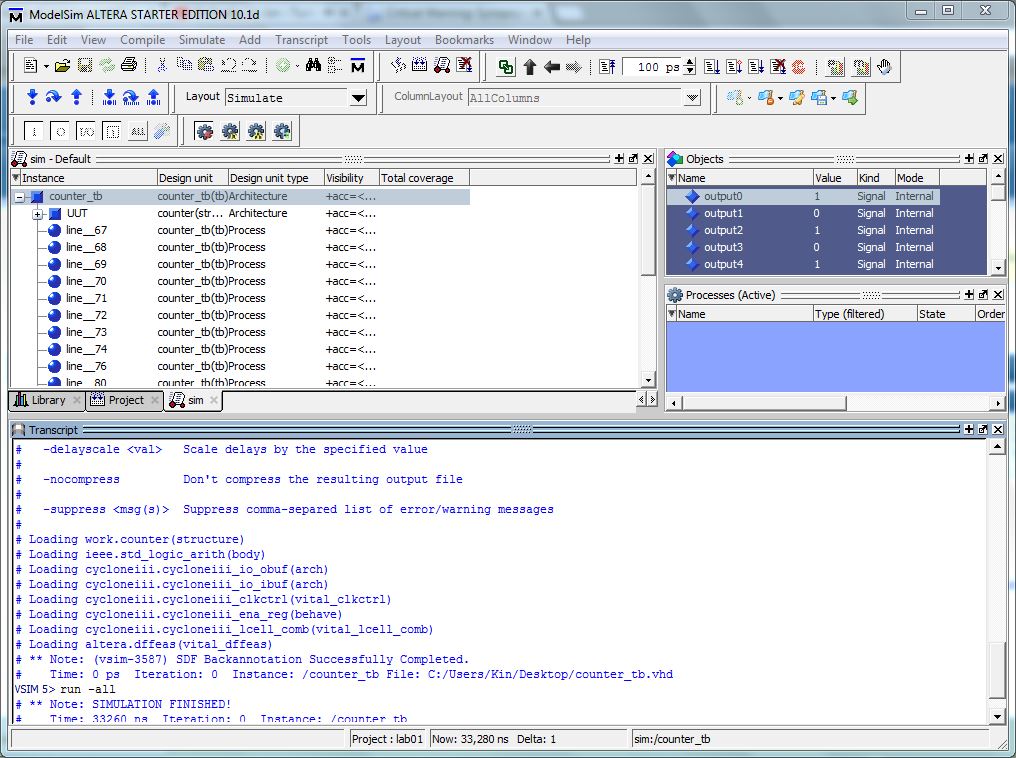 ModelSim ALTERA STARTER EDITION 10.1d
File Edit View Compile Simulate Add Transcript Tools Layout Bookmarks Window Help
100 ps
Layout Simulate ColumnLayout AllColumns
sim - Default
Instance Design unit Design unit type Visibility Total coverage
counter_tb counter_tb(tb) Architecture +acc=<...
UUT counter(str... Architecture +acc=<...
line__67 counter_tb(tb) Process +acc=<...
line__68 counter_tb(tb) Process +acc=<...
line__69 counter_tb(tb) Process +acc=<...
line__70 counter_tb(tb) Process +acc=<...
line__71 counter_tb(tb) Process +acc=<...
line__72 counter_tb(tb) Process +acc=<...
line__73 counter_tb(tb) Process +acc=<...
line__74 counter_tb(tb) Process +acc=<...
line__76 counter_tb(tb) Process +acc=<...
line__80 counter_tb(tb) Process +acc=<...
Library Project sim
Objects
Name Value Kind Mode
output0 1 Signal Internal
output1 0 Signal Internal
output2 1 Signal Internal
output3 0 Signal Internal
output4 1 Signal Internal
Processes (Active)
Name Type (filtered) State Order
Transcript
# -delayscale <val> Scale delays by the specified value
#
# -nocompress Don't compress the resulting output file
#
# -suppress <msg(s)> Suppress comma-separed list of error/warning messages
#
# Loading work.counter(structure)
# Loading ieee.std_logic_arith(body)
# Loading cycloneiii.cycloneiii_io_obuf(arch)
# Loading cycloneiii.cycloneiii_io_ibuf(arch)
# Loading cycloneiii.cycloneiii_clkctrl(vital_clkctrl)
# Loading cycloneiii.cycloneiii_ena_reg(behave)
# Loading cycloneiii.cycloneiii_lcell_comb(vital_lcell_comb)
# Loading altera.dffeas(vital_dffeas)
# ** Note: (vsim-3587) SDF Backannotation Successfully Completed.
# Time: 0 ps Iteration: 0 Instance: /counter_tb File: C:/Users/Kin/Desktop/counter_tb.vhd
VSIM 5> run -all
# ** Note: SIMULATION FINISHED!
# Time: 33260 ns Iteration: 0 Instance: /counter_tb
Project : lab01 Now: 33,280 ns Delta: 1 sim:/counter_tb